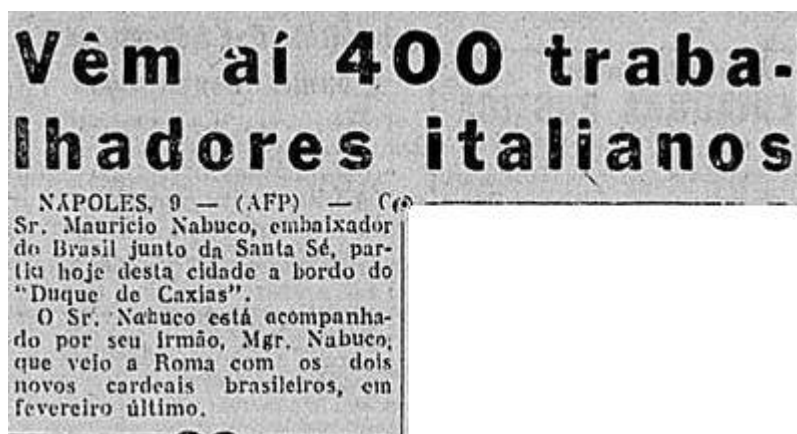 Vêm aí 400 traba-
lhadores italianos
NÁPOLES, 9 — (AFP) — O
Sr. Mauricio Nabuco, embaixador
do Brasil junto da Santa Sé, par-
tiu hoje desta cidade a bordo do
"Duque de Caxias".
O Sr. Nabuco está acompanha-
do por seu irmão, Mgr. Nabuco,
que veio a Roma com os dois
novos cardeais brasileiros, em
fevereiro último.